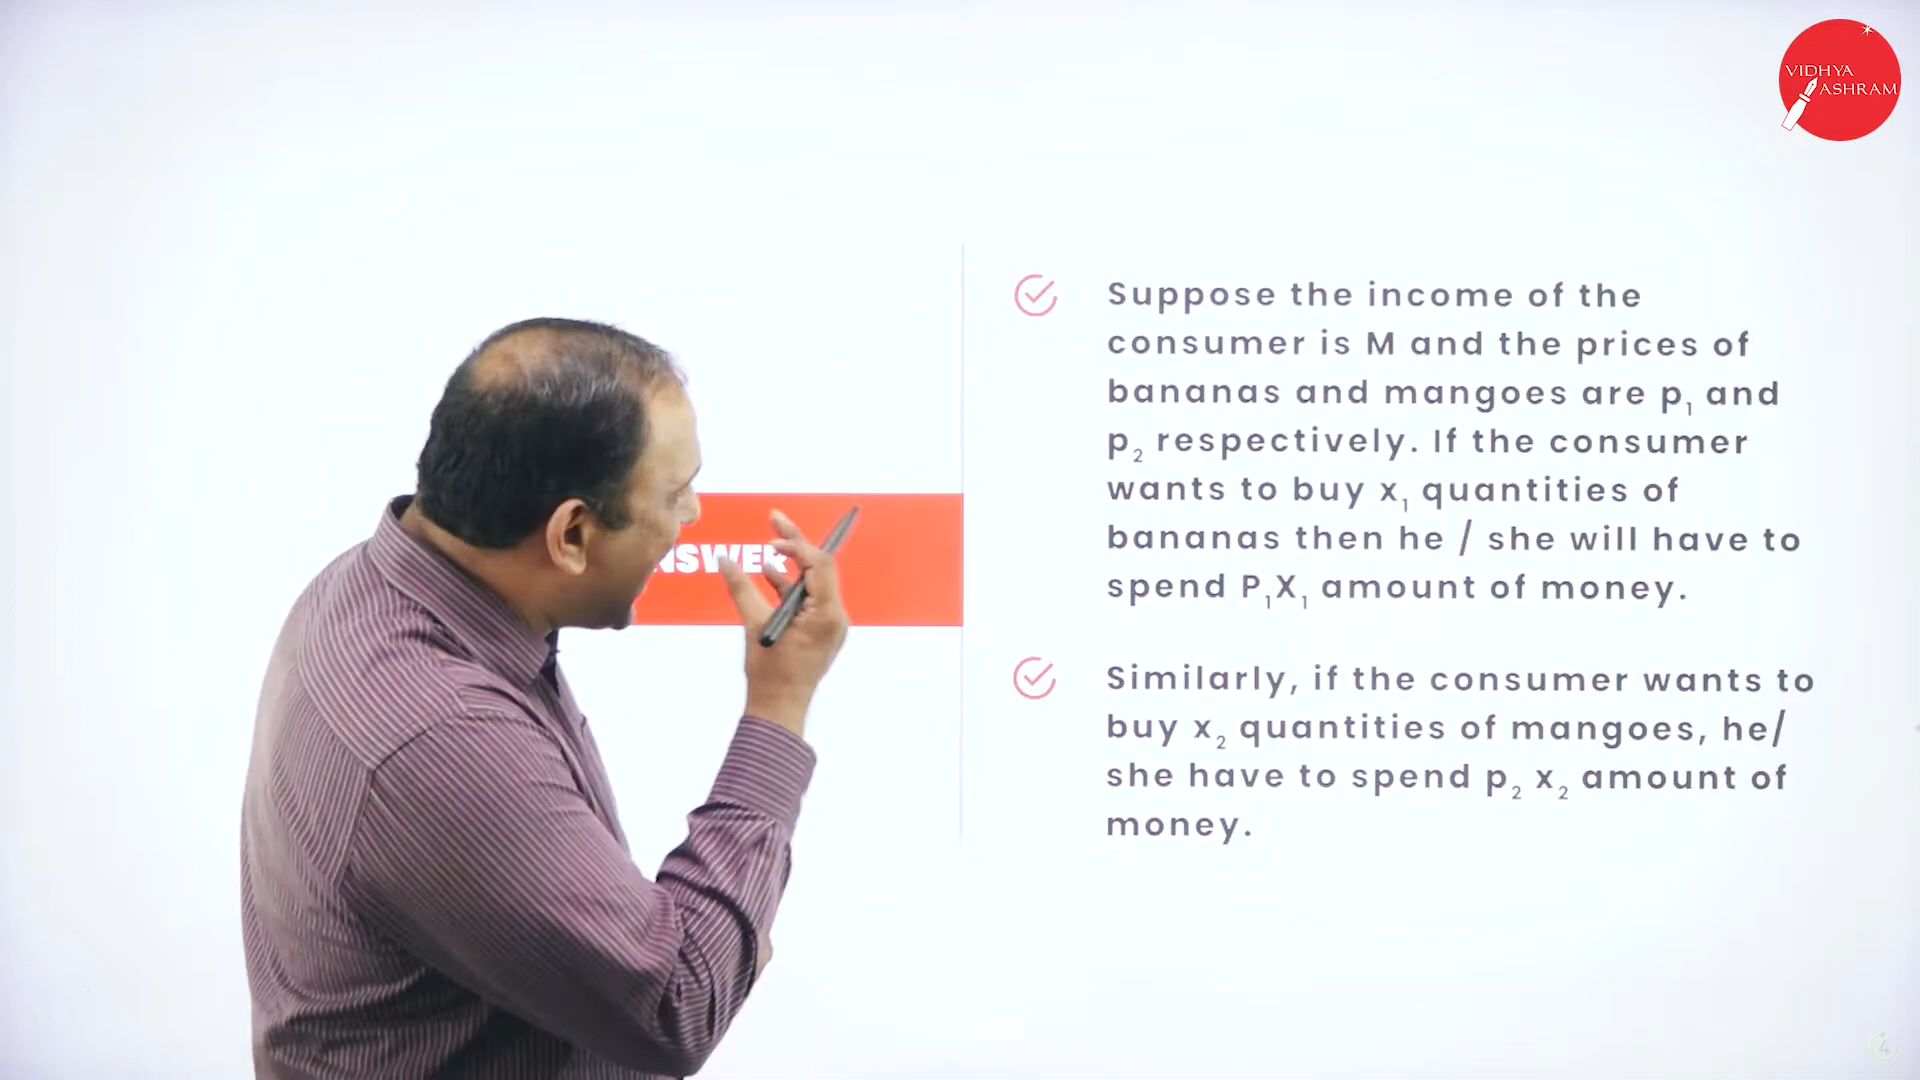 VIDHYA
ASHRAM
Suppose the income of the
consumer is M and the prices of
bananas and mangoes are p₁ and
p₂ respectively. If the consumer
wants to buy x₁ quantities of
bananas then he / she will have to
spend P₁X₁ amount of money.
NSWER
Similarly, if the consumer wants to
buy x₂ quantities of mangoes, he/
she have to spend p₂ x₂ amount of
money.